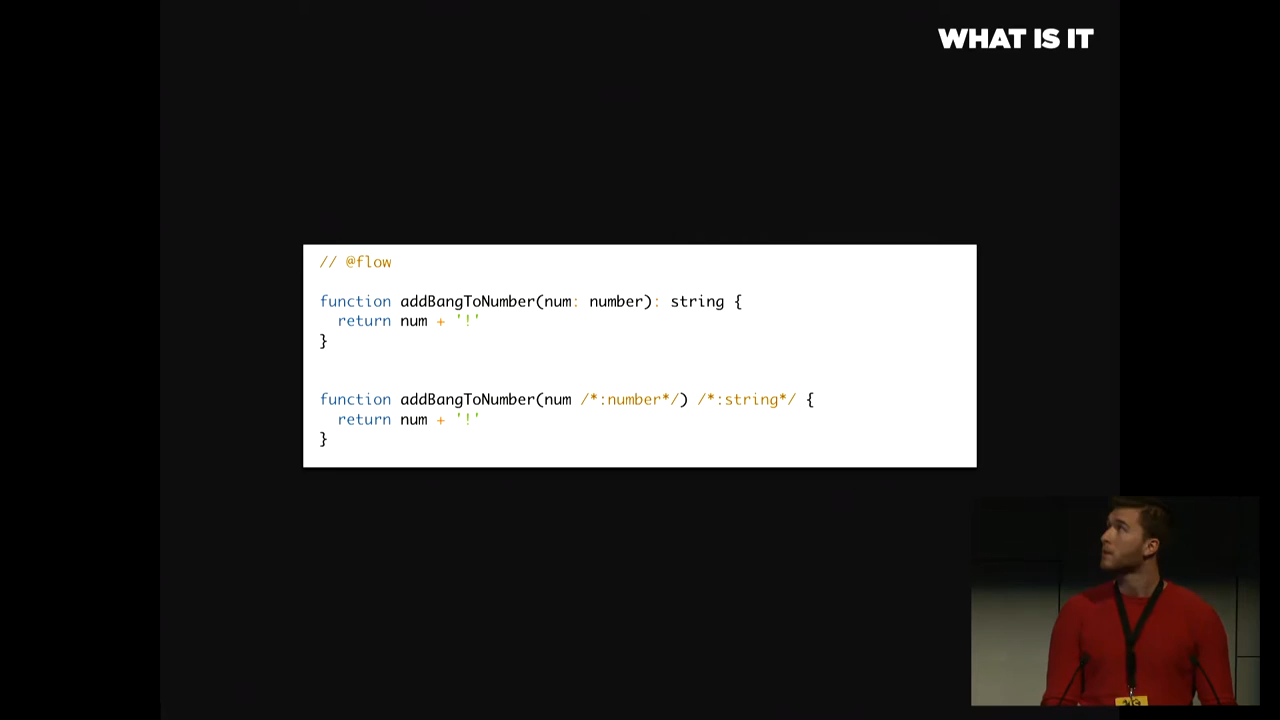 WHAT IS IT
// @flow
function addBangToNumber(num: number): string {
  return num + '!'
}
function addBangToNumber(num /*:number*/) /*:string*/ {
  return num + '!'
}